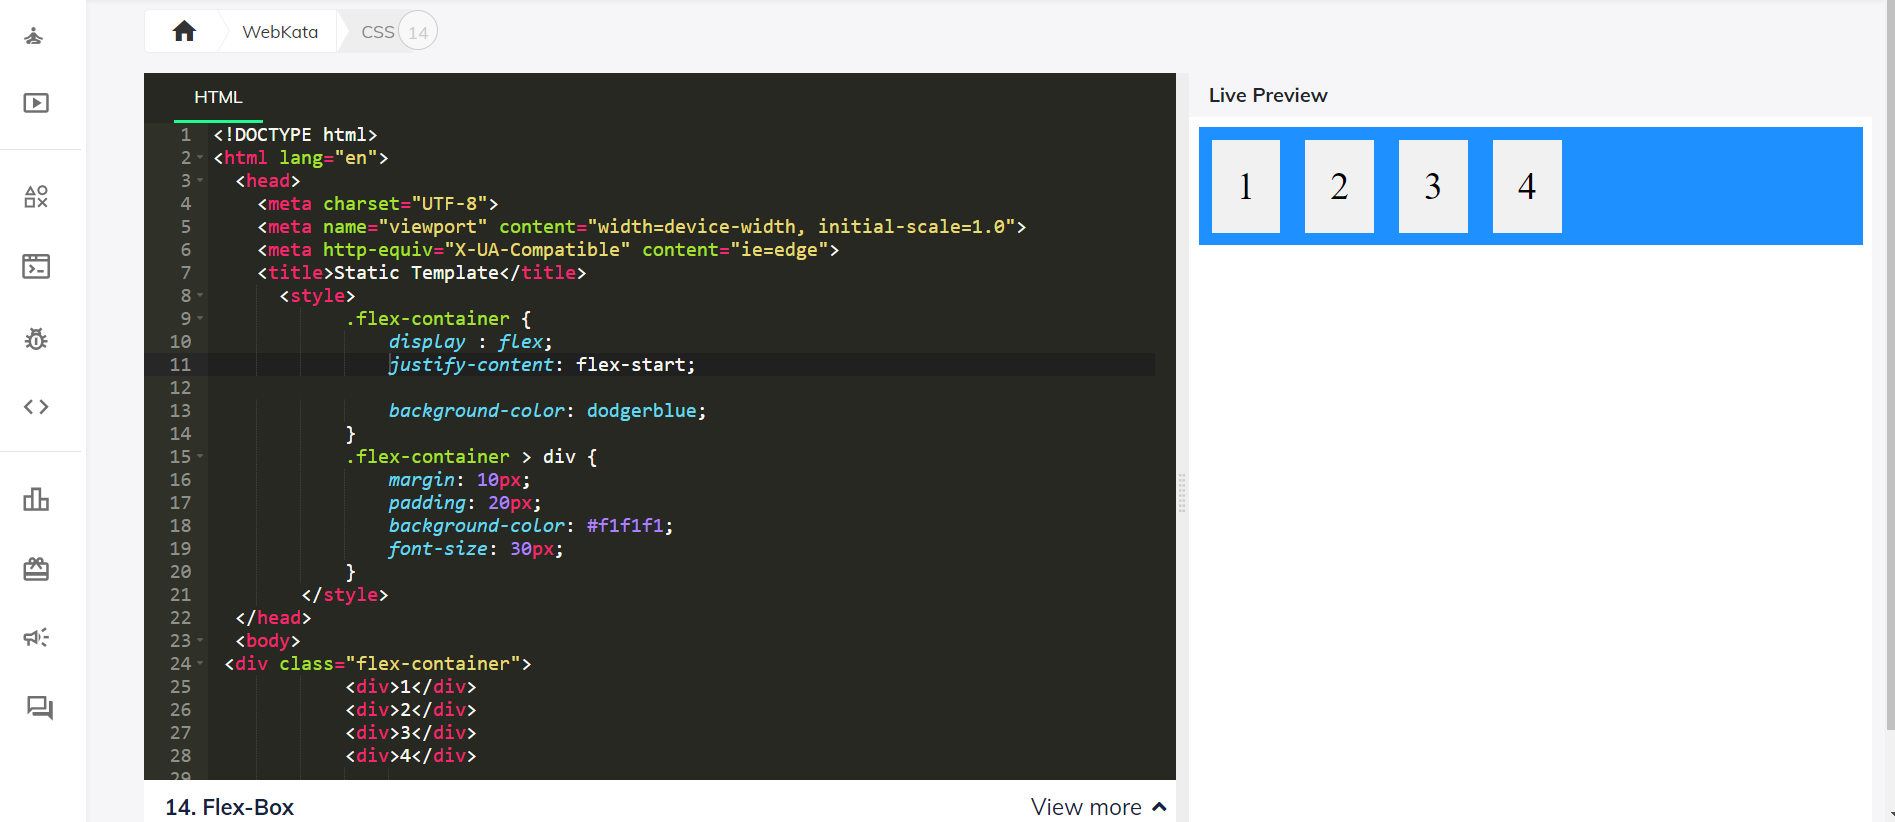 WebKata
CSS 14
HTML
1 <!DOCTYPE html>
2 <html lang="en">
3 <head>
4 <meta charset="UTF-8">
5 <meta name="viewport" content="width=device-width, initial-scale=1.0">
6 <meta http-equiv="X-UA-Compatible" content="ie=edge">
7 <title>Static Template</title>
8 <style>
9 .flex-container {
10 display : flex;
11 justify-content: flex-start;
12
13 background-color: dodgerblue;
14 }
15 .flex-container > div {
16 margin: 10px;
17 padding: 20px;
18 background-color: #f1f1f1;
19 font-size: 30px;
20 }
21 </style>
22 </head>
23 <body>
24 <div class="flex-container">
25 <div>1</div>
26 <div>2</div>
27 <div>3</div>
28 <div>4</div>
29
14. Flex-Box
View more
Live Preview
1 2 3 4